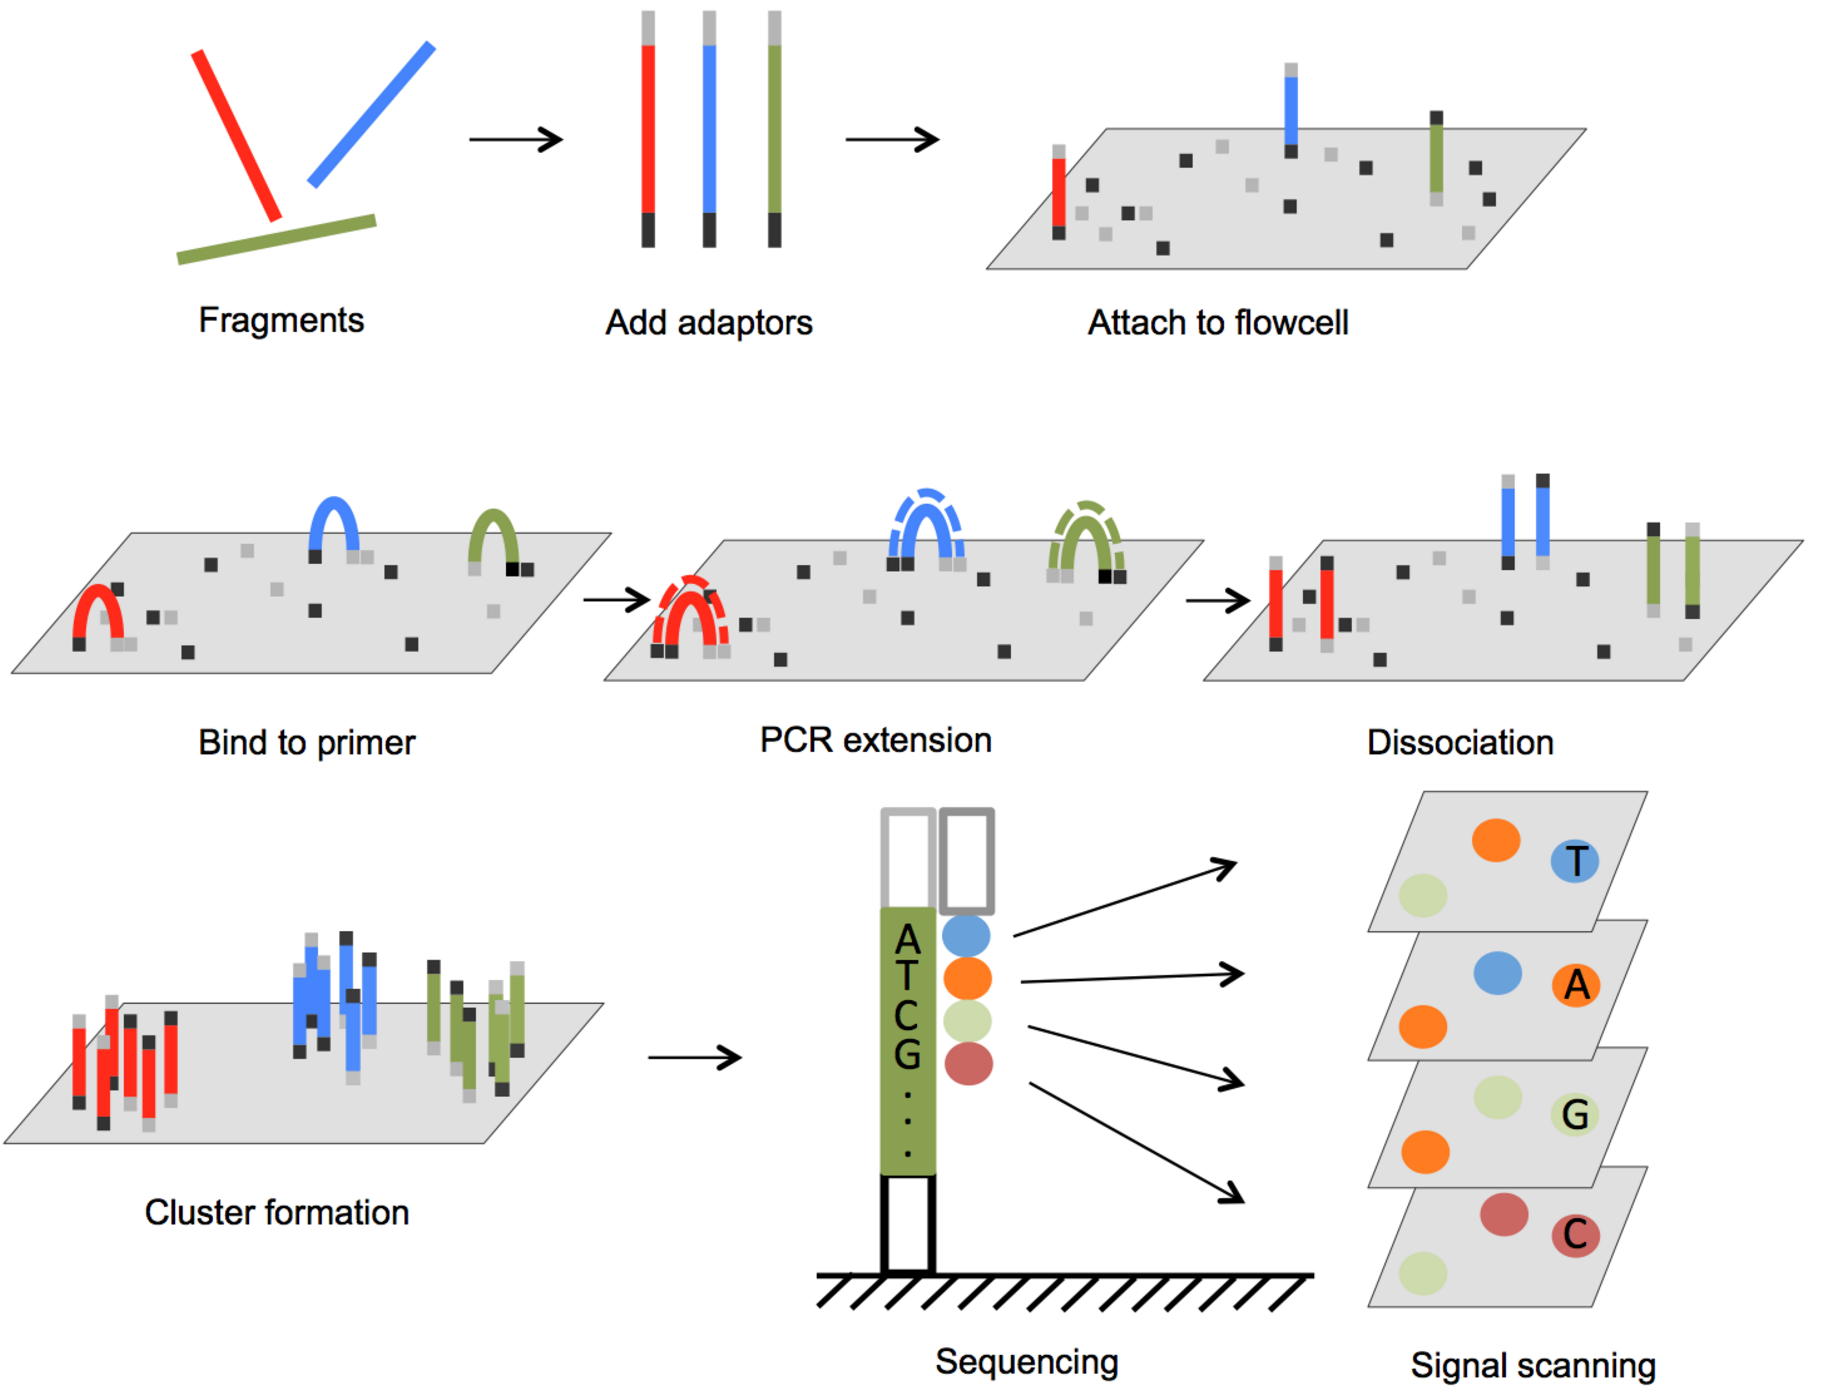 Fragments
Add adaptors
Attach to flowcell
Bind to primer
PCR extension
Dissociation
A
T
C
G
.
.
.
T
A
G
C
Cluster formation
Sequencing
Signal scanning